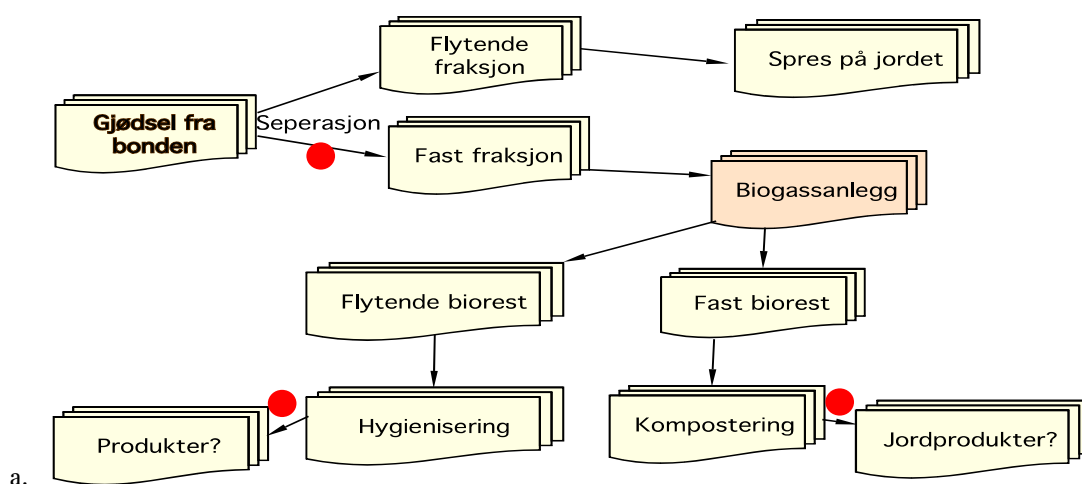 Flytende
fraksjon
Spres på jordet
Gjødsel fra
bonden
Seperasjon
Fast fraksjon
Biogassanlegg
Flytende biorest
Fast biorest
Produkter?
Hygienisering
Kompostering
Jordprodukter?
a.